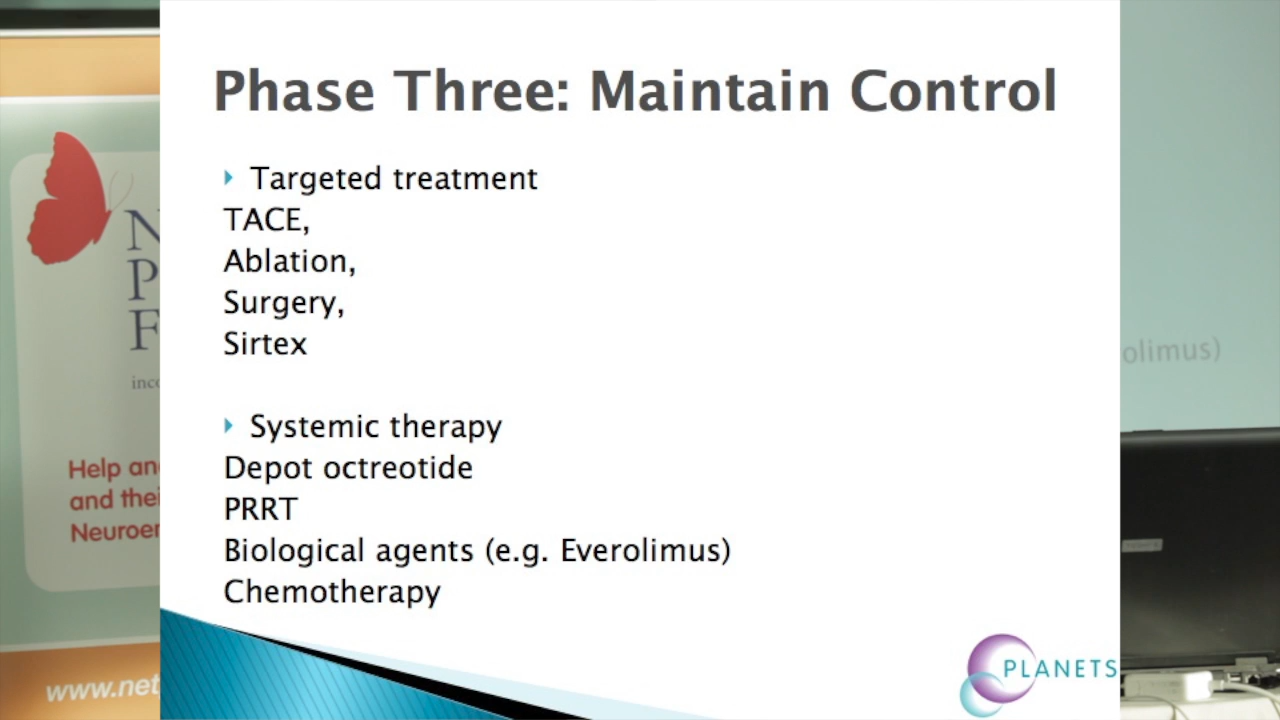 Phase Three: Maintain Control
Targeted treatment
TACE,
Ablation,
Surgery,
Sirtex
Systemic therapy
Depot octreotide
PRRT
Biological agents (e.g. Everolimus)
Chemotherapy
PLANETS
N
P
F
inc
Help an
and thei
Neuroen
www.net
olimus)